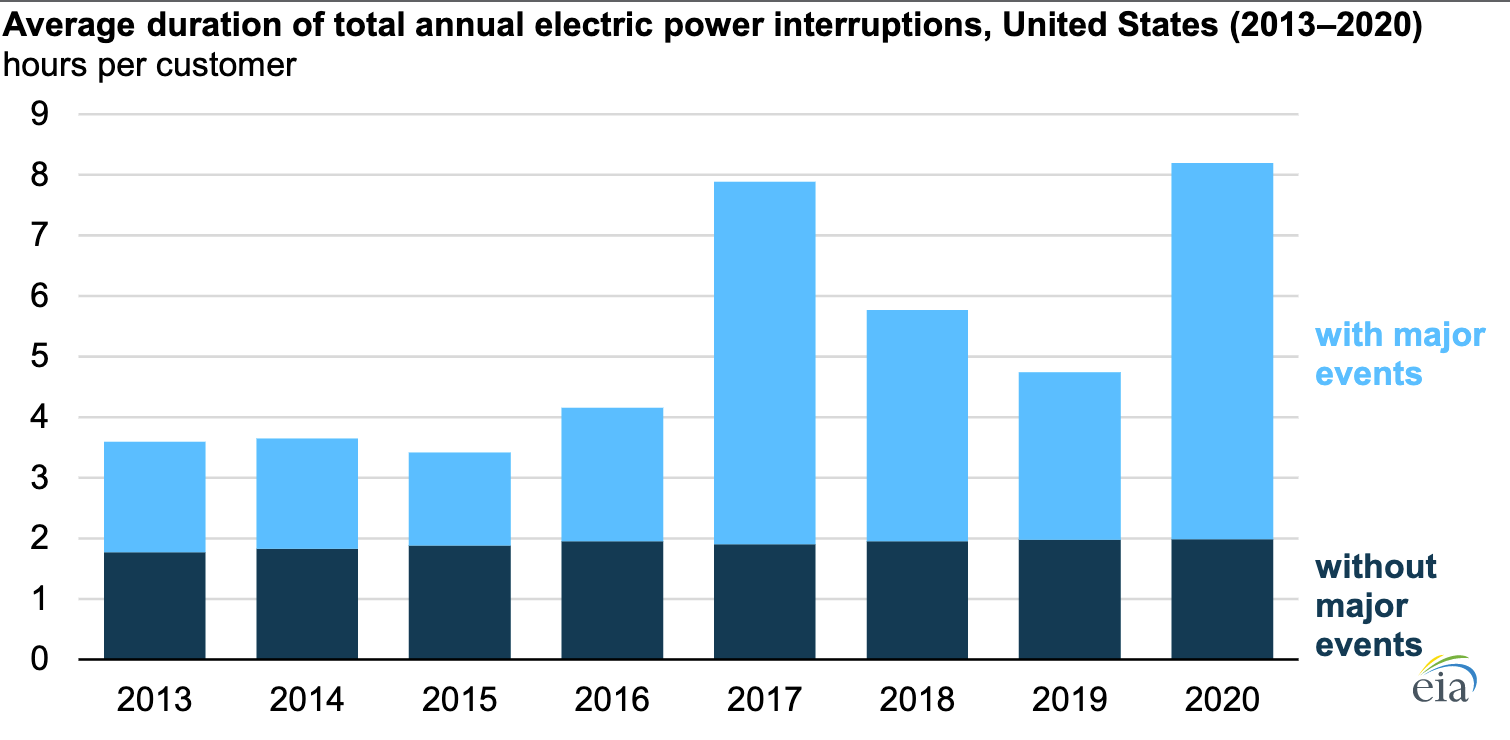 Average duration of total annual electric power interruptions, United States (2013–2020)
hours per customer
9
8
7
6
5
4
3
2
1
0
with major
events
without
major
events
2013 2014 2015 2016 2017 2018 2019 2020
eia